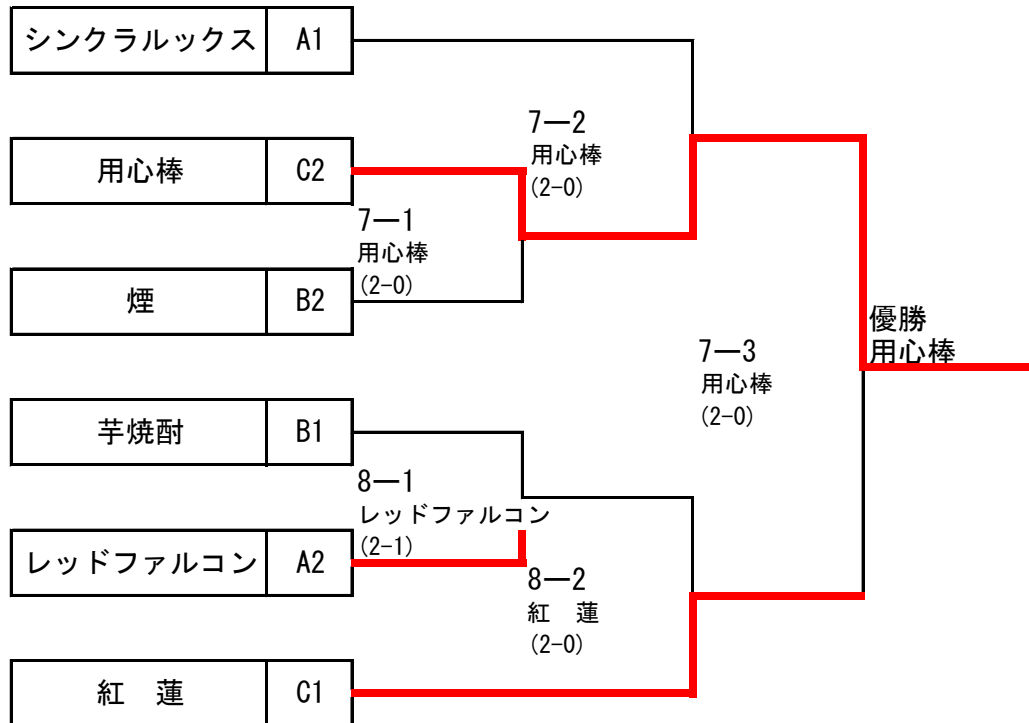 シンクラルックス A1
7―2
用心棒
(2-0)
用心棒 C2
7―1
用心棒
(2-0)
煙 B2
優勝
用心棒
7―3
用心棒
(2-0)
芋焼酎 B1
8―1
レッドファルコン
(2-1)
レッドファルコン A2
8―2
紅　蓮
(2-0)
紅　蓮 C1